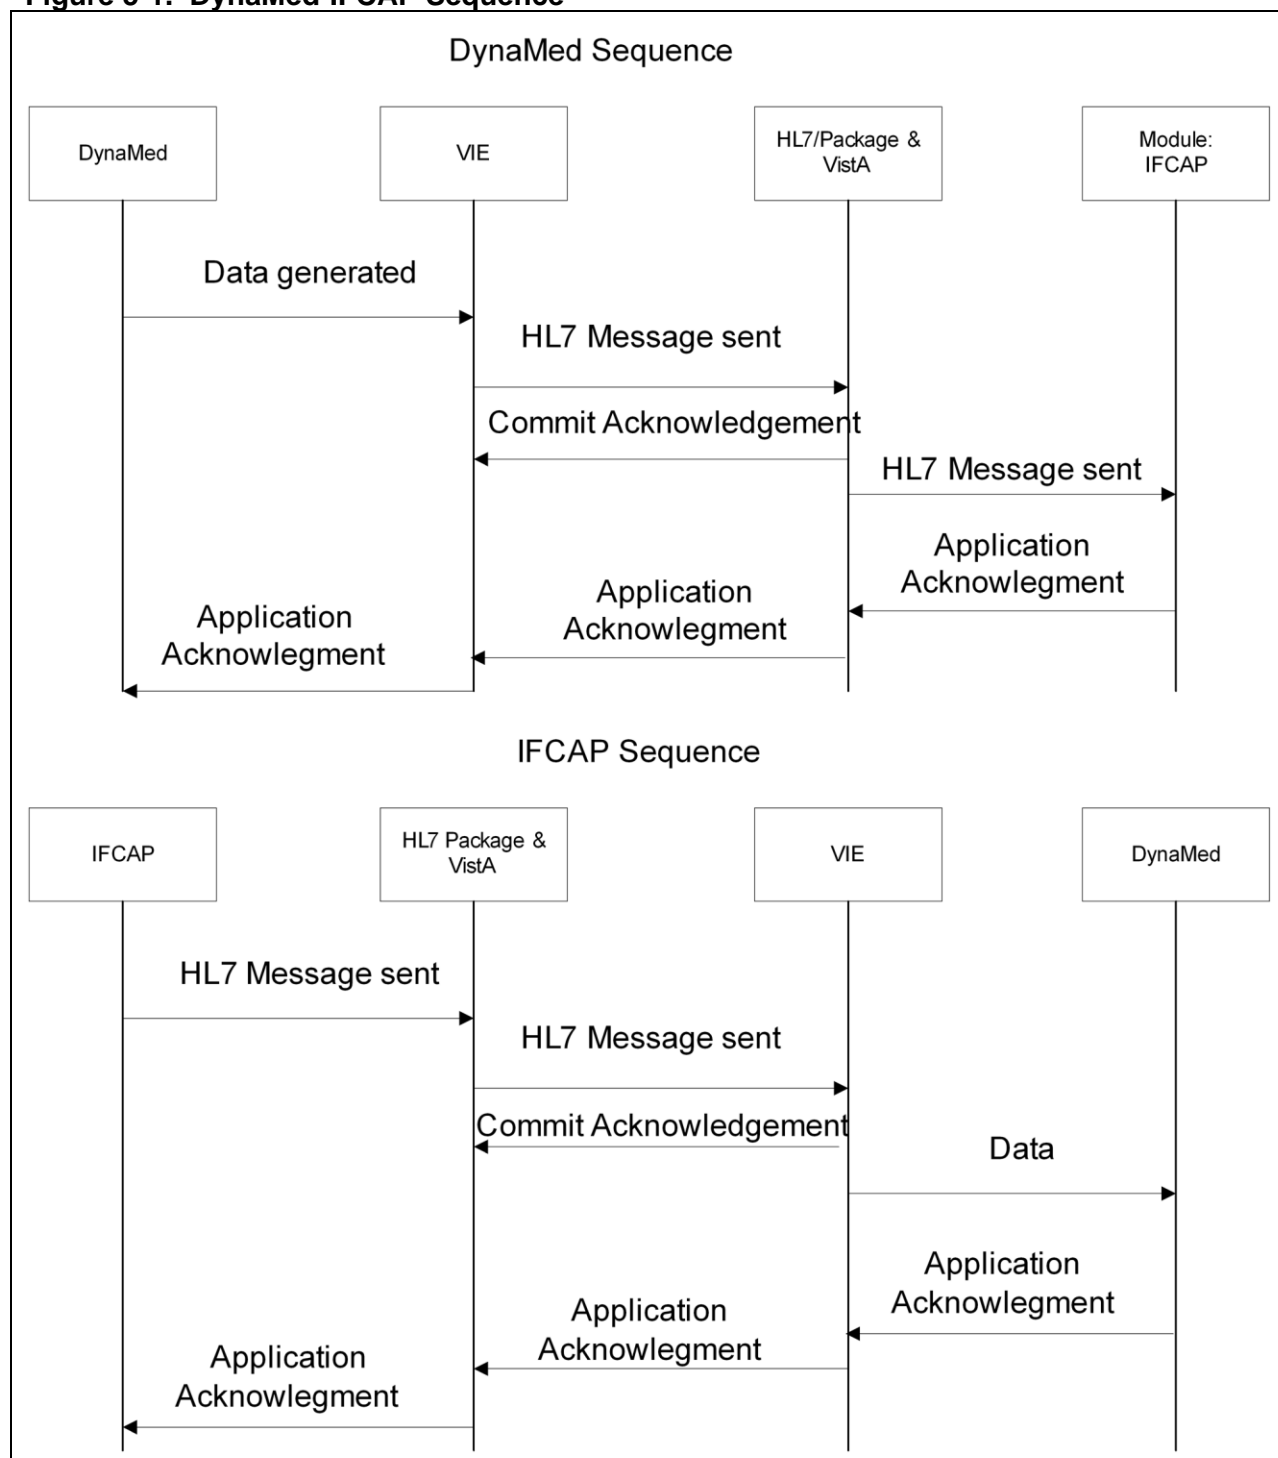 Figure 3-1: DynaMed-IFCAP Sequence
DynaMed Sequence
DynaMed
VIE
HL7/Package &
VistA
Module:
IFCAP
Data generated
HL7 Message sent
Commit Acknowledgement
HL7 Message sent
Application
Acknowlegment
Application
Acknowlegment
Application
Acknowlegment
IFCAP Sequence
IFCAP
HL7 Package &
VistA
VIE
DynaMed
HL7 Message sent
HL7 Message sent
Commit Acknowledgement
Data
Application
Acknowlegment
Application
Acknowlegment
Application
Acknowlegment